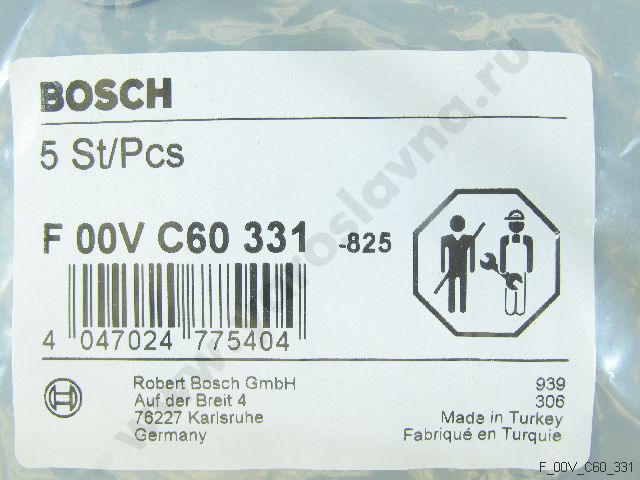 BOSCH
5 St/Pcs
F 00V C60 331 -825
4 047024 775404
Robert Bosch GmbH
Auf der Breit 4
76227 Karlsruhe
Germany
939
306
Made in Turkey
Fabriqué en Turquie
F_00V_C60_331